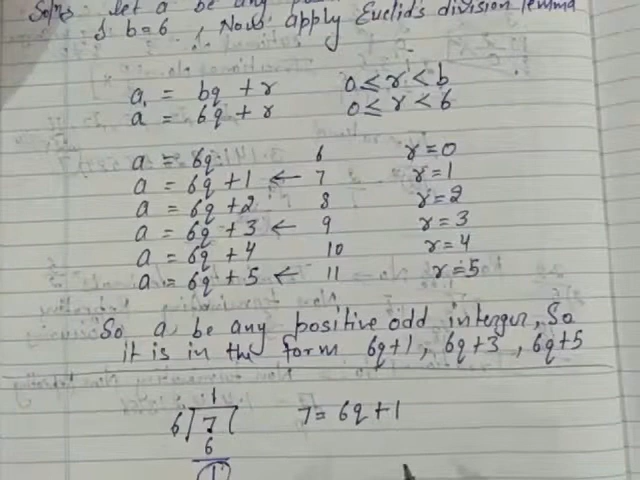 Soln: let a be any
& b=6 , Now apply Euclid's division lemma
a = bq + r 0 ≤ r < b
a = 6q + r 0 ≤ r < 6
a = 6q 6 r=0
a = 6q + 1 ← 7 r=1
a = 6q + 2 8 r=2
a = 6q + 3 ← 9 r=3
a = 6q + 4 10 r=4
a = 6q + 5 ← 11 r=5
So a be any positive odd interger, So
it is in the form 6q+1, 6q+3, 6q+5
1
6 7 7=6q+1
6
1